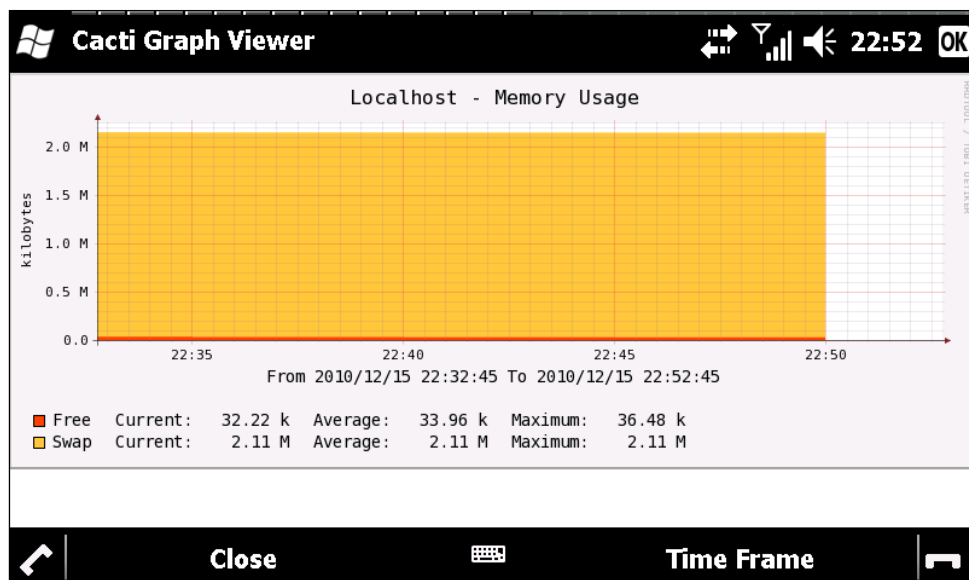 Cacti Graph Viewer 22:52 OK
Localhost - Memory Usage
RRDTOOL / TOBI OETIKER
kilobytes
2.0 M
1.5 M
1.0 M
0.5 M
0.0
22:35 22:40 22:45 22:50
From 2010/12/15 22:32:45 To 2010/12/15 22:52:45
Free Current: 32.22 k Average: 33.96 k Maximum: 36.48 k
Swap Current: 2.11 M Average: 2.11 M Maximum: 2.11 M
Close Time Frame